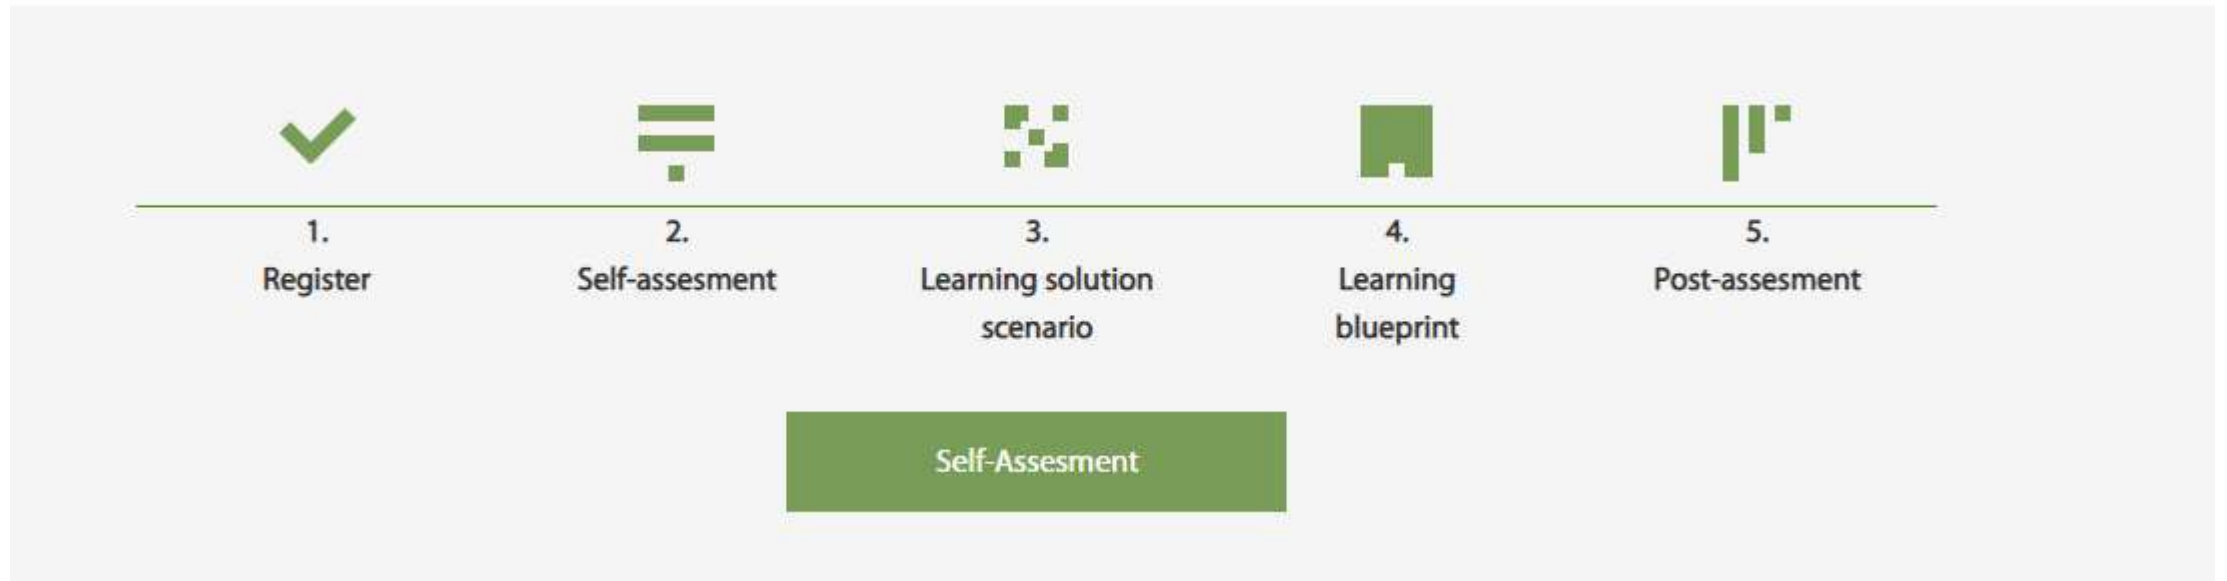 1.
Register
2.
Self-assesment
3.
Learning solution
scenario
4.
Learning
blueprint
5.
Post-assesment
Self-Assesment